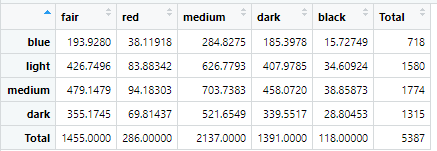 fair red medium dark black Total
blue 193.9280 38.11918 284.8275 185.3978 15.72749 718
light 426.7496 83.88342 626.7793 407.9785 34.60924 1580
medium 479.1479 94.18303 703.7383 458.0720 38.85873 1774
dark 355.1745 69.81437 521.6549 339.5517 28.80453 1315
Total 1455.0000 286.00000 2137.0000 1391.0000 118.00000 5387